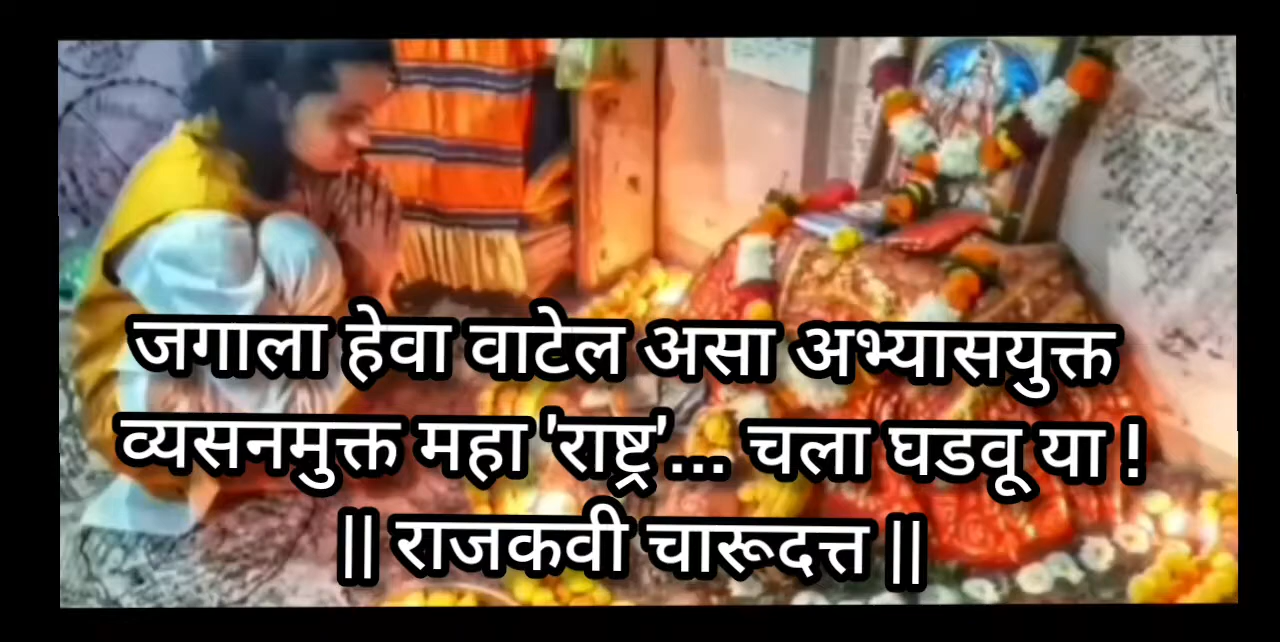 जगाला हेवा वाटेल असा अभ्यासयुक्त
व्यसनमुक्त महा 'राष्ट्र'... चला घडवू या !
|| राजकवी चारूदत्त ||